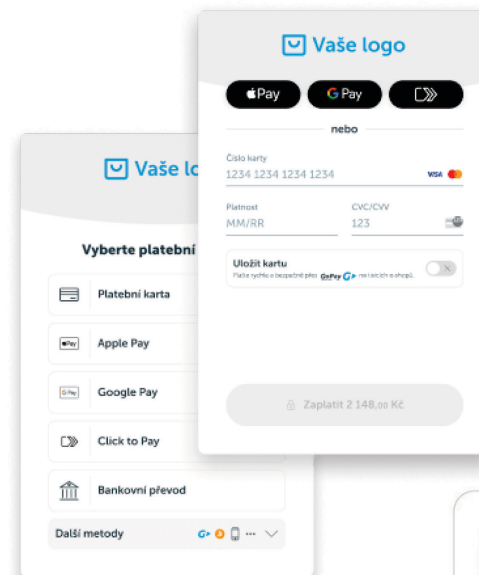 Vaše logo
Pay
G Pay
nebo
Číslo karty
1234 1234 1234 1234
VISA
Platnost
CVC/CVV
MM/RR
123
Uložit kartu
Plaťte rychle a bezpečně přes GoPay na tisících e-shopů.
Zaplatit 2 148,00 Kč
Vaše lo
Vyberte platební
Platební karta
Pay
Apple Pay
G Pay
Google Pay
Click to Pay
Bankovní převod
Další metody